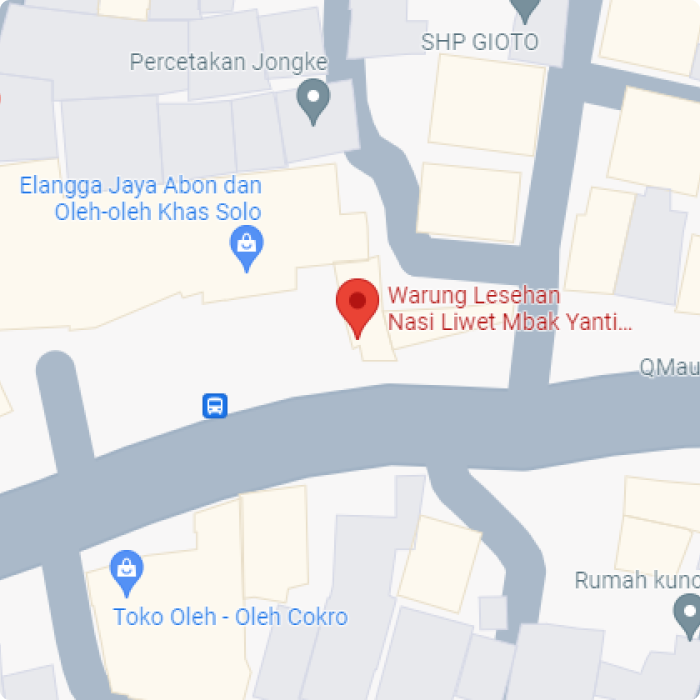 SHP GIOTO
Percetakan Jongke
Elangga Jaya Abon dan
Oleh-oleh Khas Solo
Warung Lesehan
Nasi Liwet Mbak Yanti...
QMau
Rumah kuno
Toko Oleh - Oleh Cokro